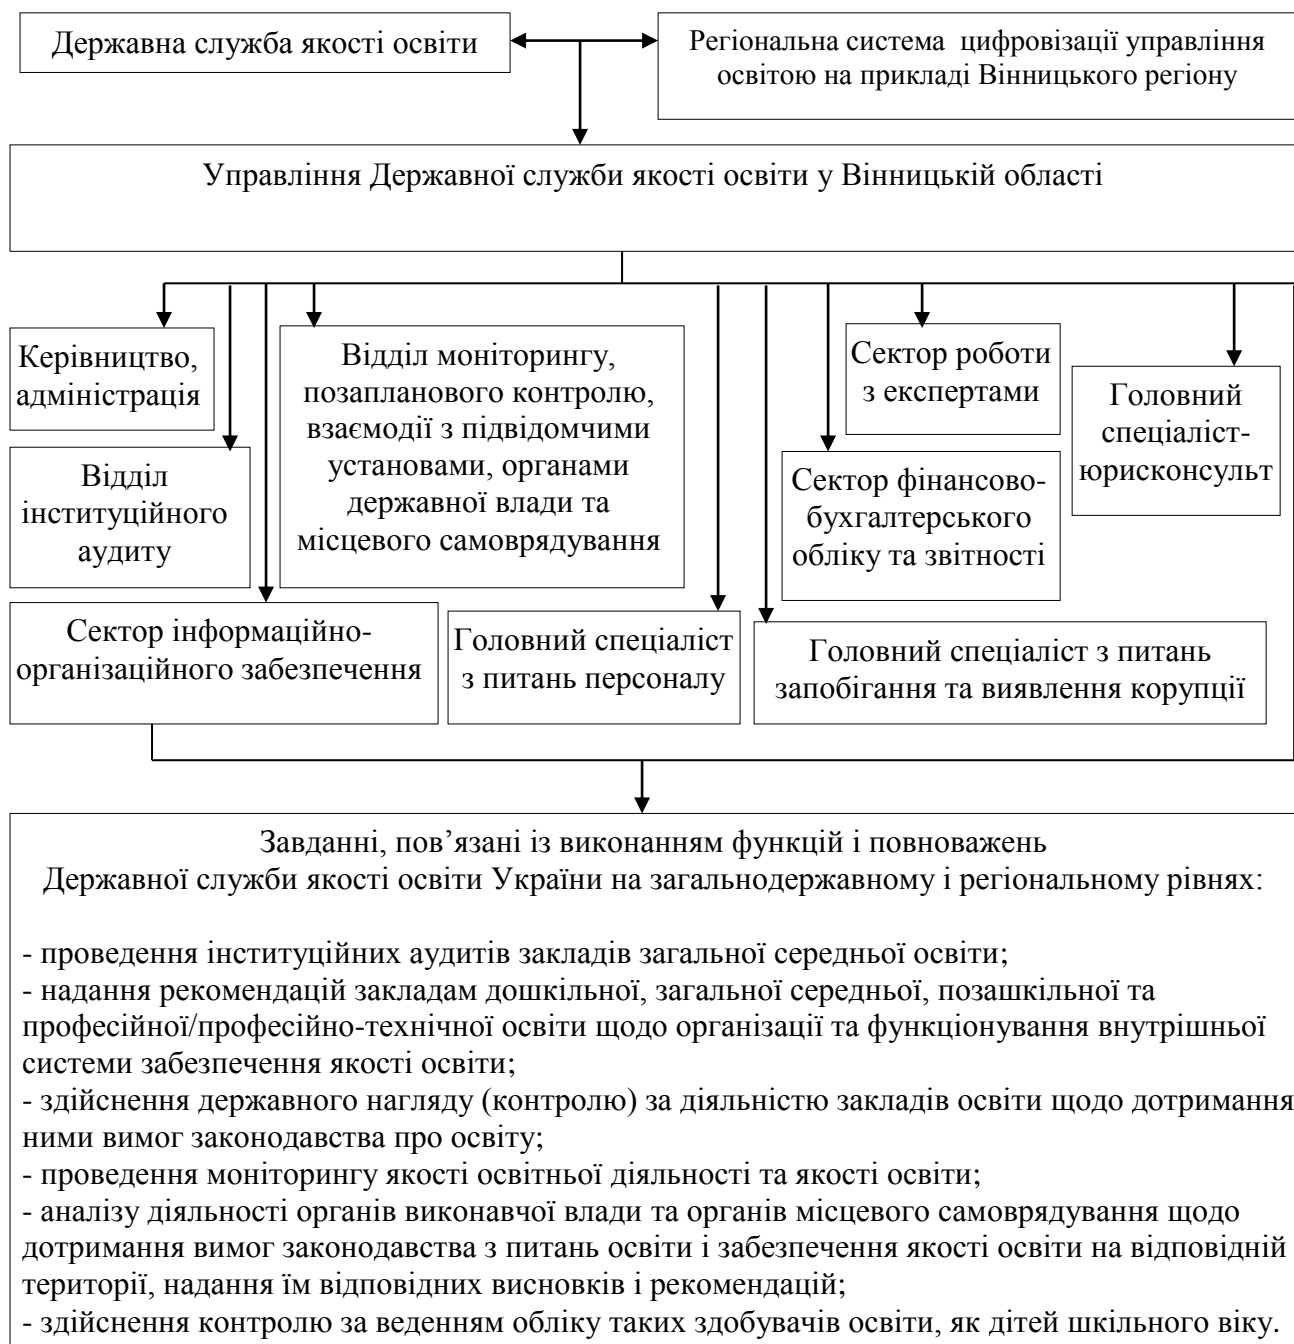 Державна служба якості освіти
Регіональна система цифровізації управління
освітою на прикладі Вінницького регіону
Управління Державної служби якості освіти у Вінницькій області
Керівництво,
адміністрація
Відділ
інституційного
аудиту
Відділ моніторингу,
позапланового контролю,
взаємодії з підвідомчими
установами, органами
державної влади та
місцевого самоврядування
Сектор роботи
з експертами
Сектор фінансово-
бухгалтерського
обліку та звітності
Головний
спеціаліст-
юрисконсульт
Сектор інформаційно-
організаційного забезпечення
Головний спеціаліст
з питань персоналу
Головний спеціаліст з питань
запобігання та виявлення корупції
Завданні, пов’язані із виконанням функцій і повноважень
Державної служби якості освіти України на загальнодержавному і регіональному рівнях:
- проведення інституційних аудитів закладів загальної середньої освіти;
- надання рекомендацій закладам дошкільної, загальної середньої, позашкільної та
професійної/професійно-технічної освіти щодо організації та функціонування внутрішньої
системи забезпечення якості освіти;
- здійснення державного нагляду (контролю) за діяльністю закладів освіти щодо дотримання
ними вимог законодавства про освіту;
- проведення моніторингу якості освітньої діяльності та якості освіти;
- аналізу діяльності органів виконавчої влади та органів місцевого самоврядування щодо
дотримання вимог законодавства з питань освіти і забезпечення якості освіти на відповідній
території, надання їм відповідних висновків і рекомендацій;
- здійснення контролю за веденням обліку таких здобувачів освіти, як дітей шкільного віку.